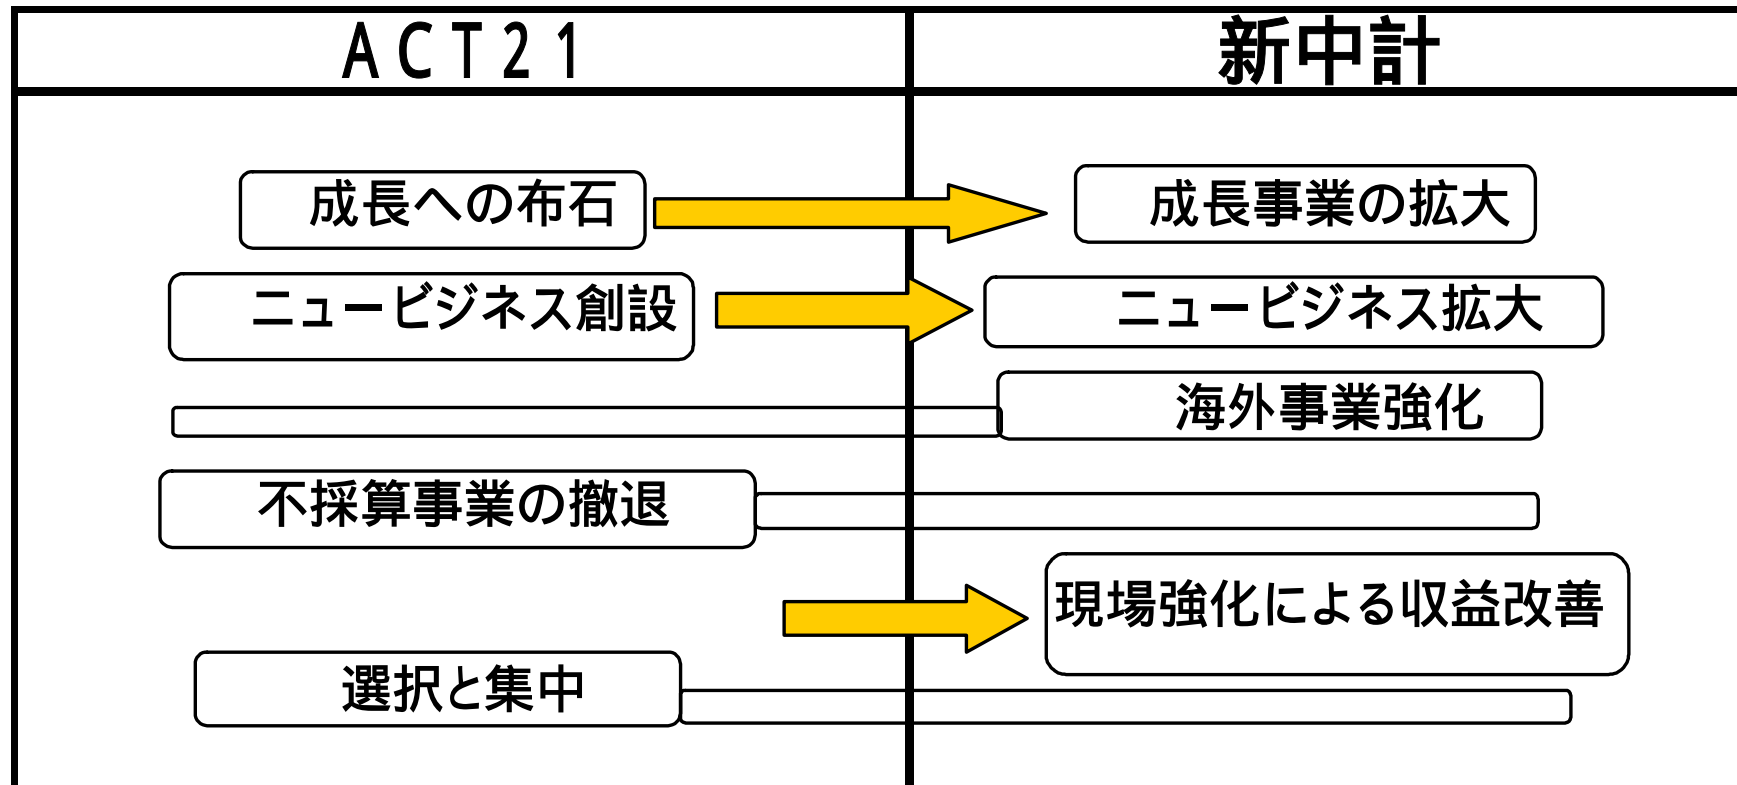 ACT21
新中計
成長への布石
成長事業の拡大
ニュービジネス創設
ニュービジネス拡大
海外事業強化
不採算事業の撤退
現場強化による収益改善
選択と集中